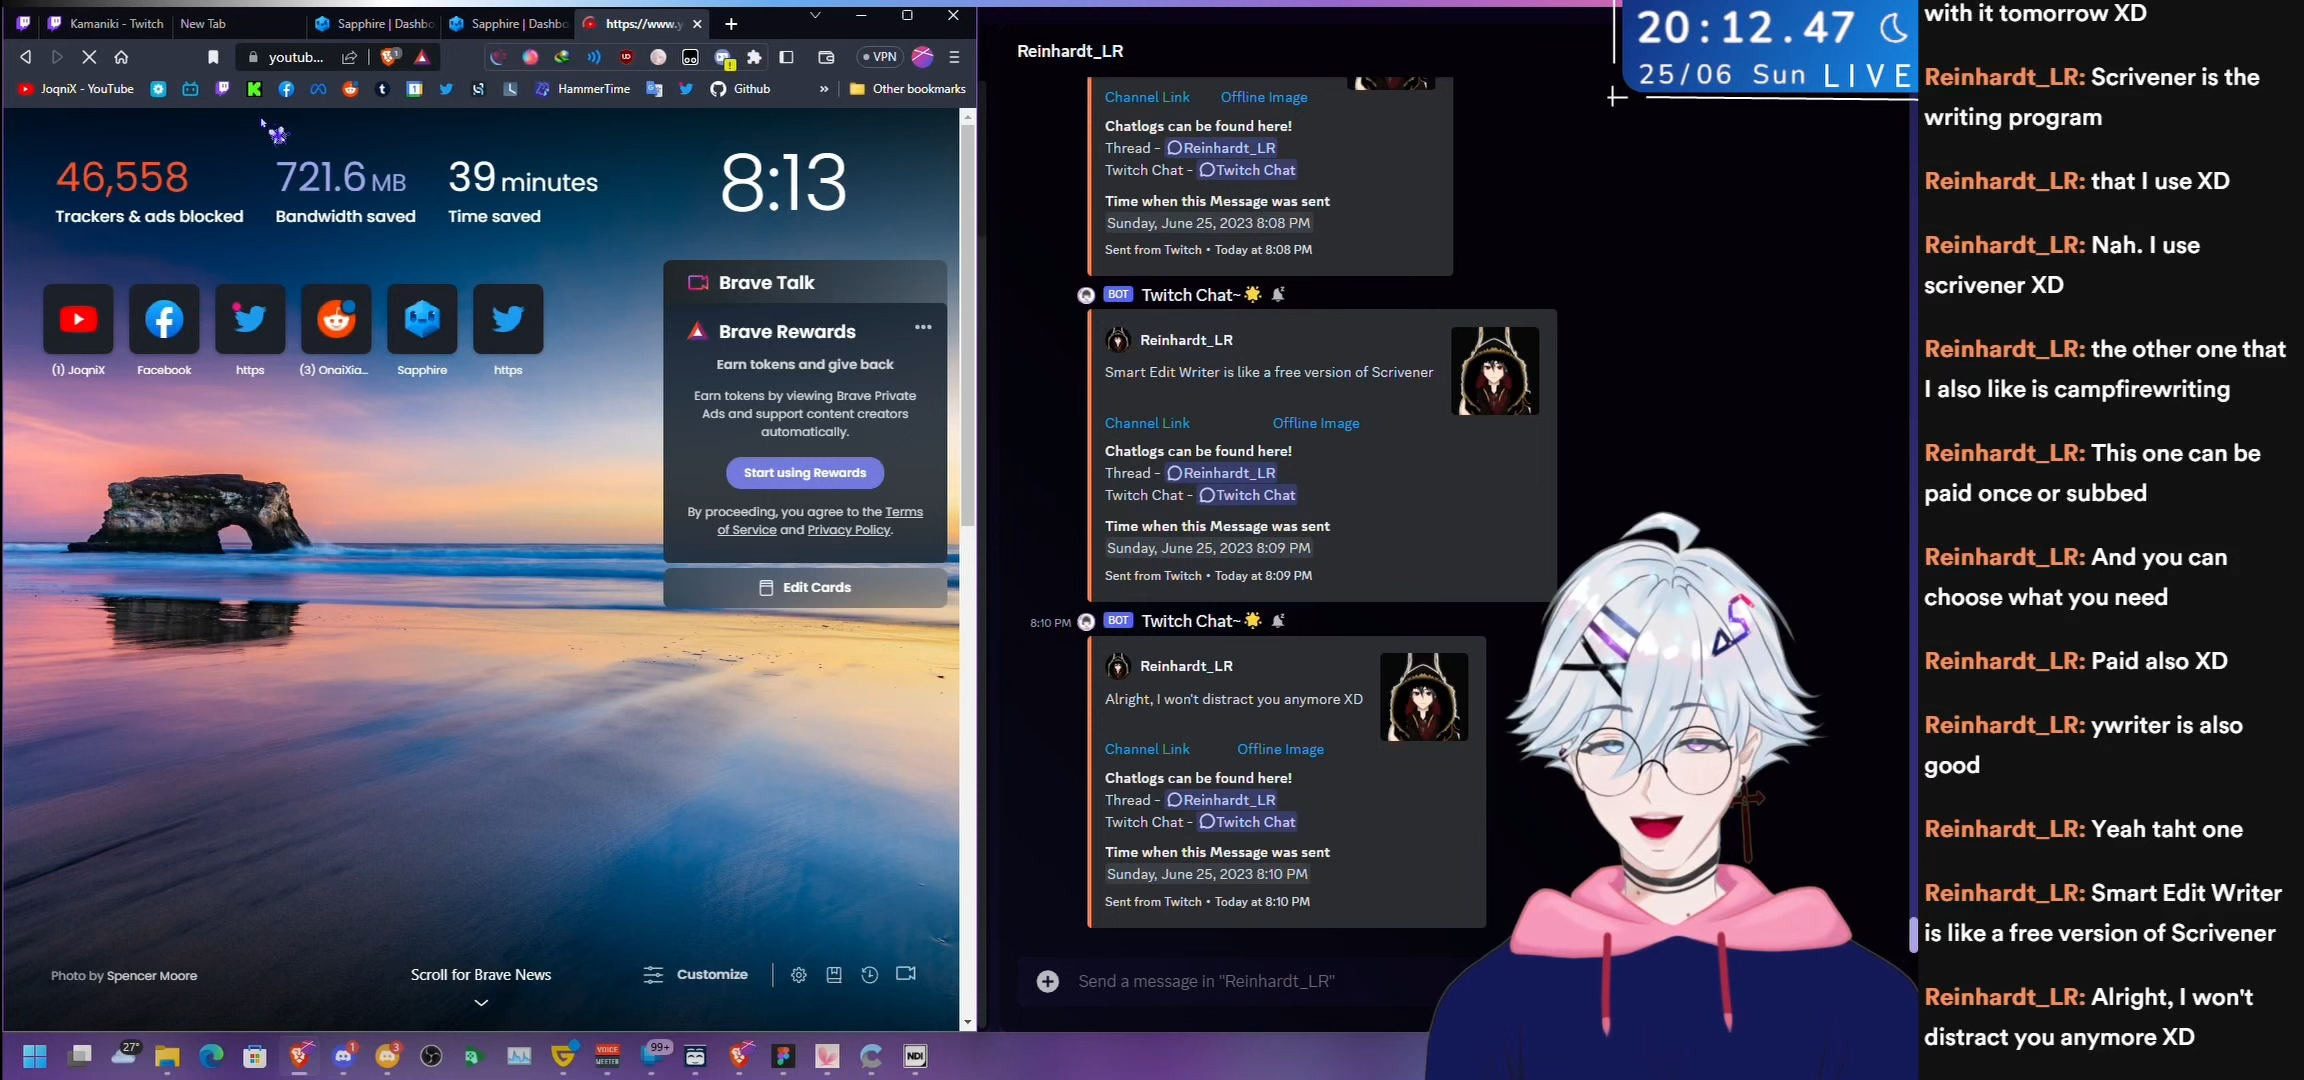 Kamaniki - Twitch
New Tab
Sapphire | Dashbo
Sapphire | Dashbo
https://www.y
youtub...
VPN
JoqniX - YouTube
HammerTime
Github
»
Other bookmarks
46,558
Trackers & ads blocked
721.6 MB
Bandwidth saved
39 minutes
Time saved
8:13
(1) JoqniX
Facebook
https
(3) OnaiXia...
Sapphire
https
Brave Talk
Brave Rewards
Earn tokens and give back
Earn tokens by viewing Brave Private
Ads and support content creators
automatically.
Start using Rewards
By proceeding, you agree to the Terms
of Service and Privacy Policy.
Edit Cards
Photo by Spencer Moore
Scroll for Brave News
Customize
27°
1
3
VOICE
MEETER
99+
NDI
Reinhardt_LR
Channel Link Offline Image
Chatlogs can be found here!
Thread - Reinhardt_LR
Twitch Chat - Twitch Chat
Time when this Message was sent
Sunday, June 25, 2023 8:08 PM
Sent from Twitch • Today at 8:08 PM
BOT Twitch Chat~
Reinhardt_LR
Smart Edit Writer is like a free version of Scrivener
Channel Link Offline Image
Chatlogs can be found here!
Thread - Reinhardt_LR
Twitch Chat - Twitch Chat
Time when this Message was sent
Sunday, June 25, 2023 8:09 PM
Sent from Twitch • Today at 8:09 PM
8:10 PM BOT Twitch Chat~
Reinhardt_LR
Alright, I won't distract you anymore XD
Channel Link Offline Image
Chatlogs can be found here!
Thread - Reinhardt_LR
Twitch Chat - Twitch Chat
Time when this Message was sent
Sunday, June 25, 2023 8:10 PM
Sent from Twitch • Today at 8:10 PM
Send a message in "Reinhardt_LR"
20:12.47
25/06 Sun LIVE
with it tomorrow XD
Reinhardt_LR: Scrivener is the
writing program
Reinhardt_LR: that I use XD
Reinhardt_LR: Nah. I use
scrivener XD
Reinhardt_LR: the other one that
I also like is campfirewriting
Reinhardt_LR: This one can be
paid once or subbed
Reinhardt_LR: And you can
choose what you need
Reinhardt_LR: Paid also XD
Reinhardt_LR: ywriter is also
good
Reinhardt_LR: Yeah taht one
Reinhardt_LR: Smart Edit Writer
is like a free version of Scrivener
Reinhardt_LR: Alright, I won't
distract you anymore XD